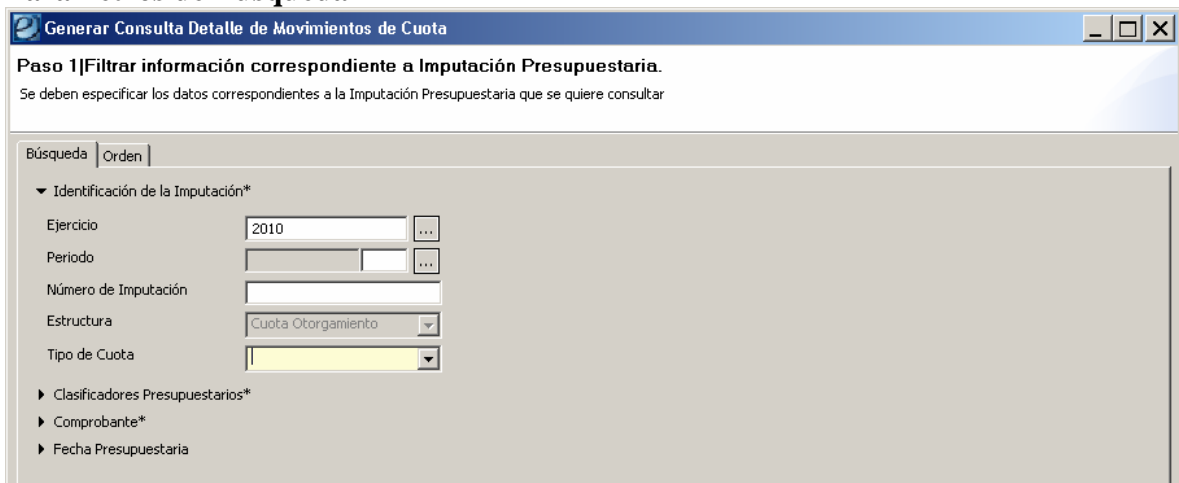 Generar Consulta Detalle de Movimientos de Cuota
Paso 1|Filtrar información correspondiente a Imputación Presupuestaria.
Se deben especificar los datos correspondientes a la Imputación Presupuestaria que se quiere consultar
Búsqueda Orden
Identificación de la Imputación*
Ejercicio 2010 ...
Periodo ...
Número de Imputación
Estructura Cuota Otorgamiento
Tipo de Cuota
Clasificadores Presupuestarios*
Comprobante*
Fecha Presupuestaria